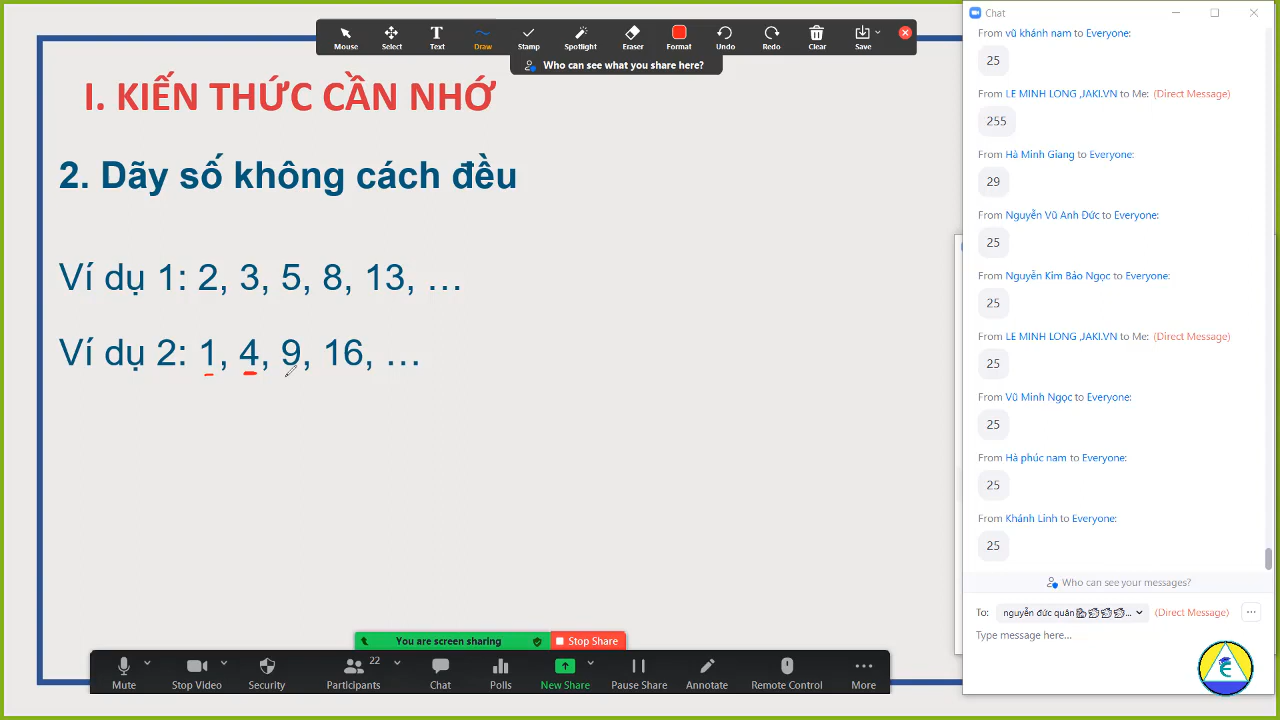 Mouse
Select
Text
Draw
Stamp
Spotlight
Eraser
Format
Undo
Redo
Clear
Save
Who can see what you share here?
I. KIẾN THỨC CẦN NHỚ
2. Dãy số không cách đều
Ví dụ 1: 2, 3, 5, 8, 13, …
Ví dụ 2: 1, 4, 9, 16, …
You are screen sharing
Stop Share
Mute
Stop Video
Security
Participants
22
Chat
Polls
New Share
Pause Share
Annotate
Remote Control
More
Chat
From vũ khánh nam to Everyone:
25
From LE MINH LONG ,JAKI.VN to Me: (Direct Message)
255
From Hà Minh Giang to Everyone:
29
From Nguyễn Vũ Anh Đức to Everyone:
25
From Nguyễn Kim Bảo Ngọc to Everyone:
25
From LE MINH LONG ,JAKI.VN to Me: (Direct Message)
25
From Vũ Minh Ngọc to Everyone:
25
From Hà phúc nam to Everyone:
25
From Khánh Linh to Everyone:
25
Who can see your messages?
To: nguyễn đức quân ... (Direct Message)
Type message here...